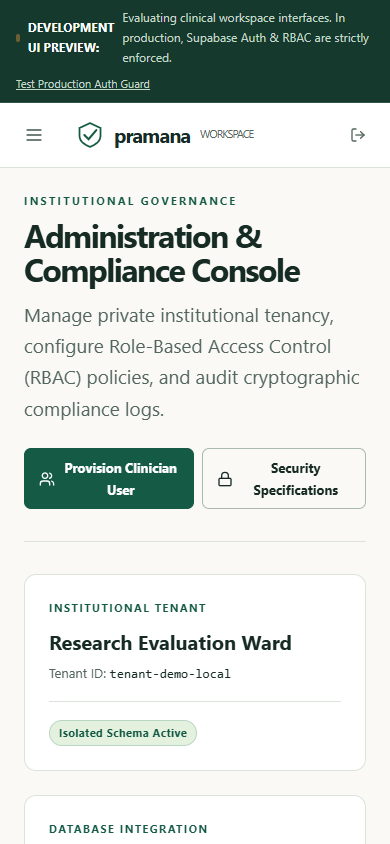 DEVELOPMENT UI PREVIEW:
Evaluating clinical workspace interfaces. In
production, Supabase Auth & RBAC are strictly
enforced.
Test Production Auth Guard
pramana WORKSPACE
INSTITUTIONAL GOVERNANCE
Administration &
Compliance Console
Manage private institutional tenancy,
configure Role-Based Access Control
(RBAC) policies, and audit cryptographic
compliance logs.
Provision Clinician
User
Security
Specifications
INSTITUTIONAL TENANT
Research Evaluation Ward
Tenant ID: tenant-demo-local
Isolated Schema Active
DATABASE INTEGRATION